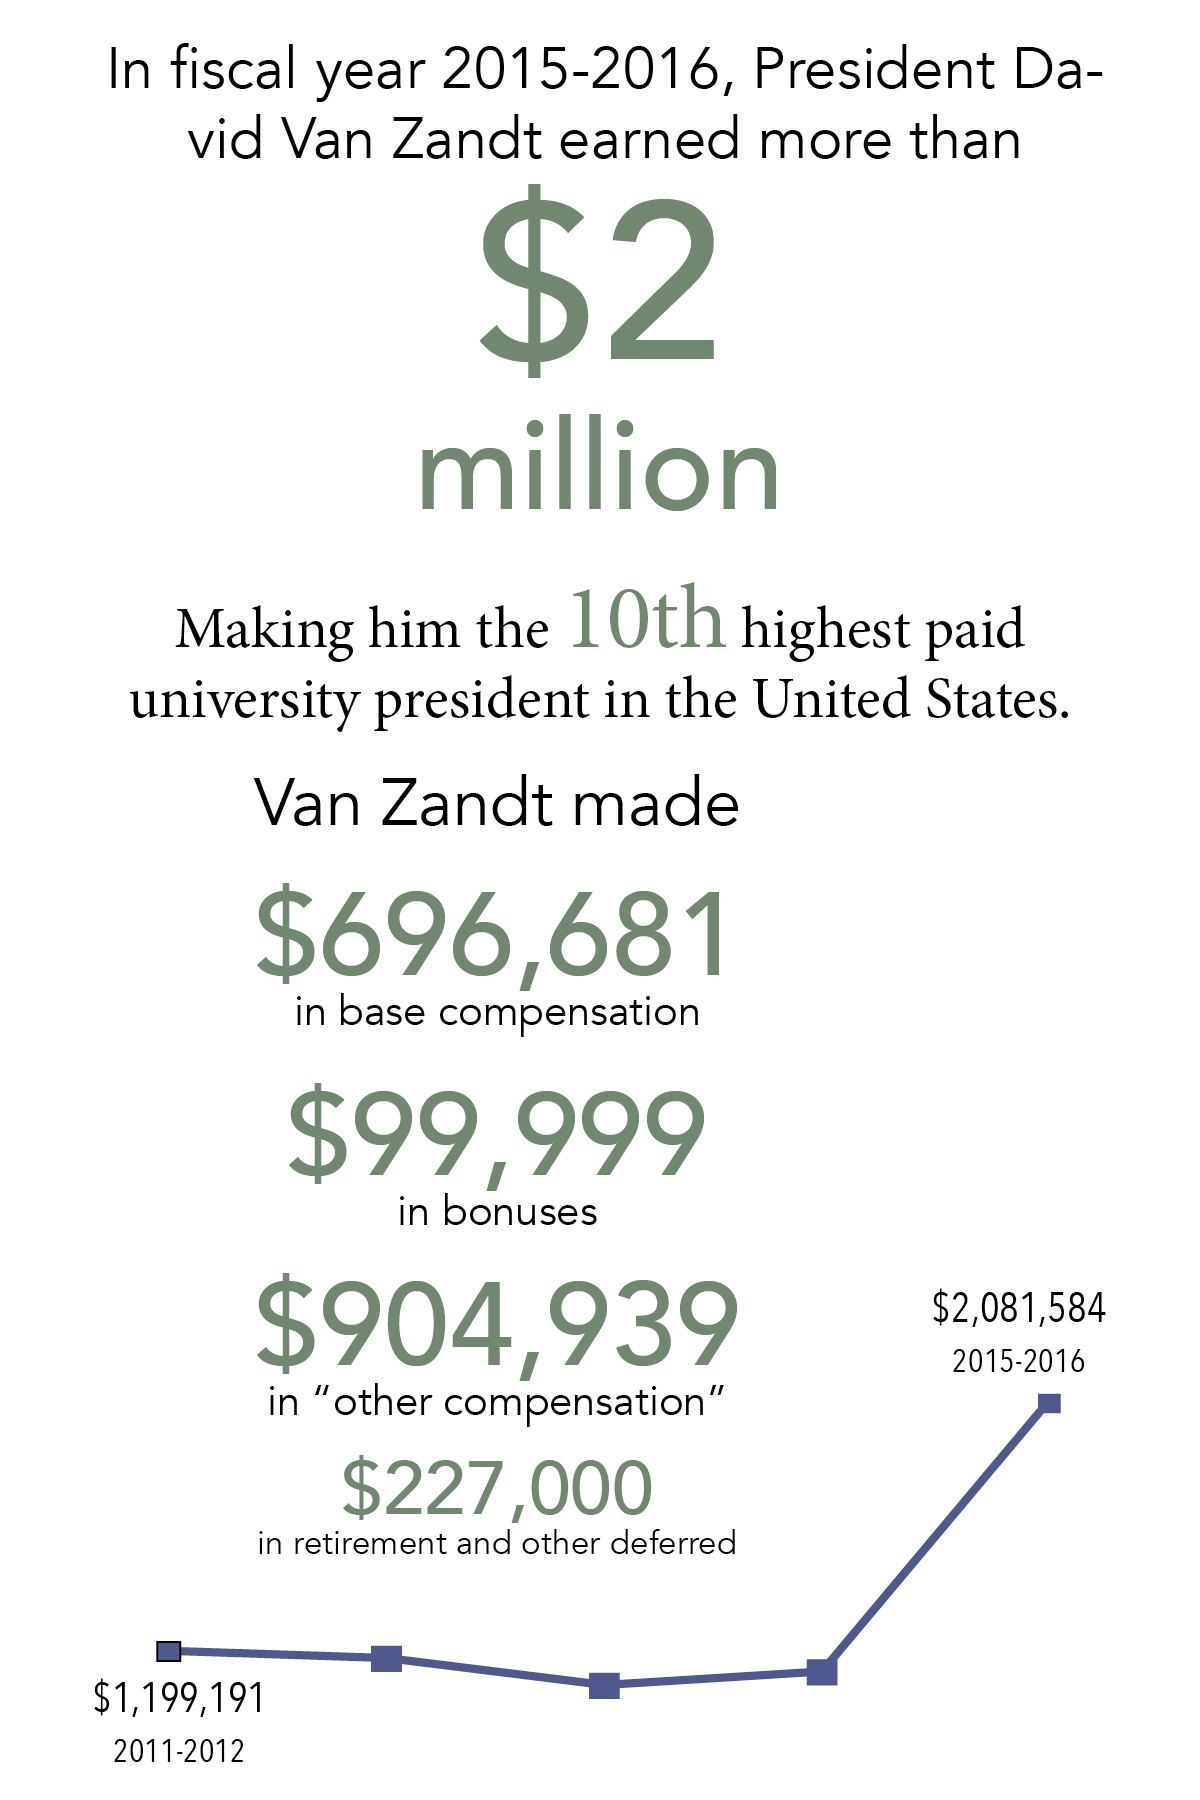 In fiscal year 2015-2016, President Da-
vid Van Zandt earned more than
$2
million
Making him the 10th highest paid
university president in the United States.
Van Zandt made
$696,681
in base compensation
$99,999
in bonuses
$904,939
in “other compensation”
$227,000
in retirement and other deferred
$2,081,584
2015-2016
$1,199,191
2011-2012